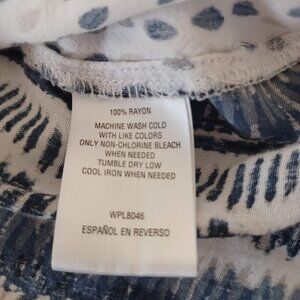 100% RAYON
MACHINE WASH COLD
WITH LIKE COLORS
ONLY NON-CHLORINE BLEACH
WHEN NEEDED
TUMBLE DRY LOW
COOL IRON WHEN NEEDED
WPL8046
ESPAÑOL EN REVERSO